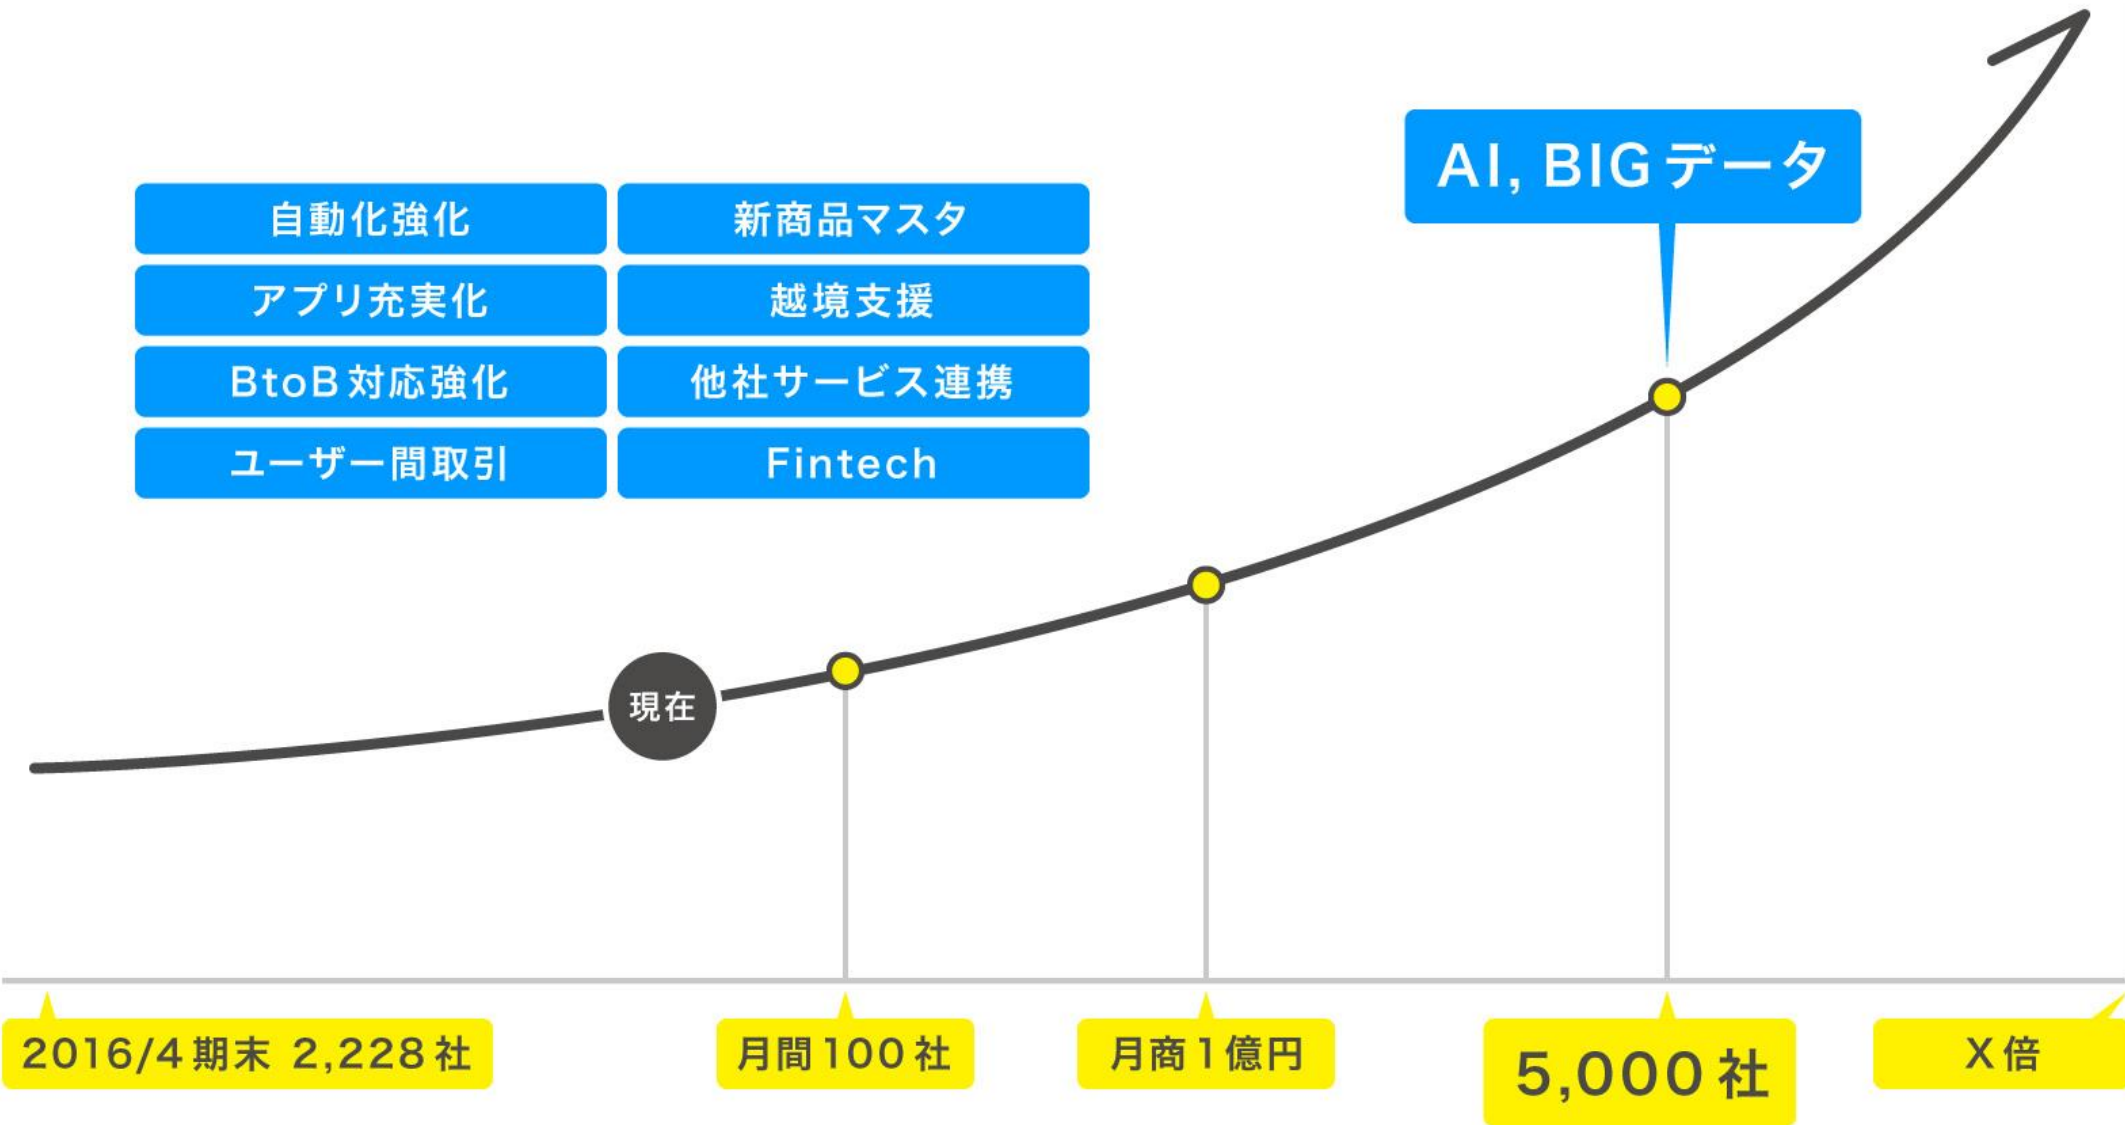 AI, BIGデータ
自動化強化
新商品マスタ
アプリ充実化
越境支援
BtoB対応強化
他社サービス連携
ユーザー間取引
Fintech
現在
2016/4期末 2,228社
月間100社
月商1億円
5,000社
X倍